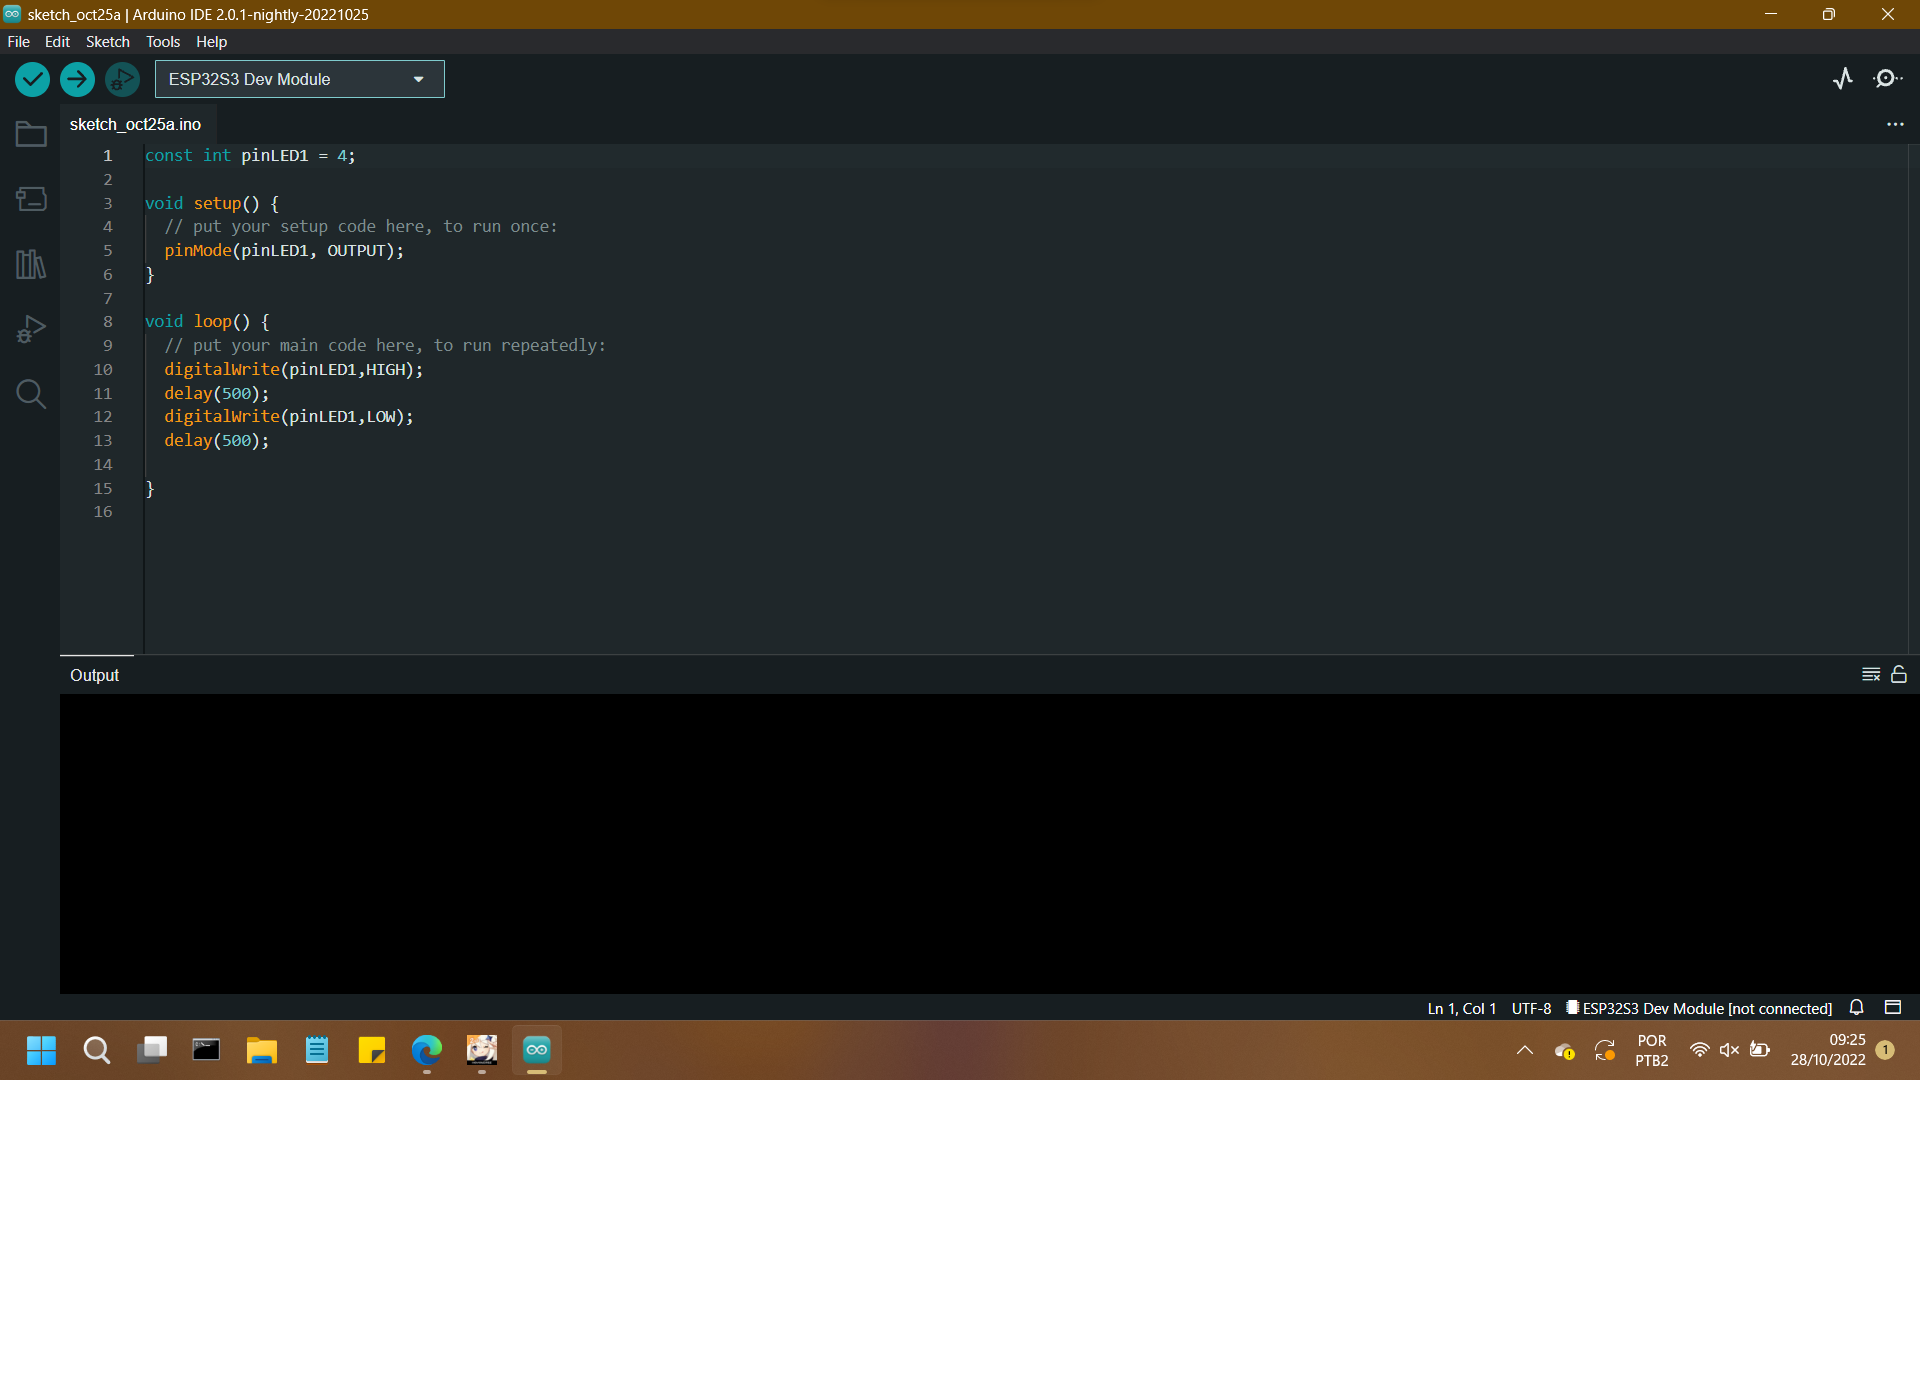 sketch_oct25a | Arduino IDE 2.0.1-nightly-20221025
File Edit Sketch Tools Help
ESP32S3 Dev Module
sketch_oct25a.ino
1 const int pinLED1 = 4;
2
3 void setup() {
4 // put your setup code here, to run once:
5 pinMode(pinLED1, OUTPUT);
6 }
7
8 void loop() {
9 // put your main code here, to run repeatedly:
10 digitalWrite(pinLED1,HIGH);
11 delay(500);
12 digitalWrite(pinLED1,LOW);
13 delay(500);
14
15 }
16
Output
Ln 1, Col 1 UTF-8 ESP32S3 Dev Module [not connected]
POR 09:25
PTB2 28/10/2022 1